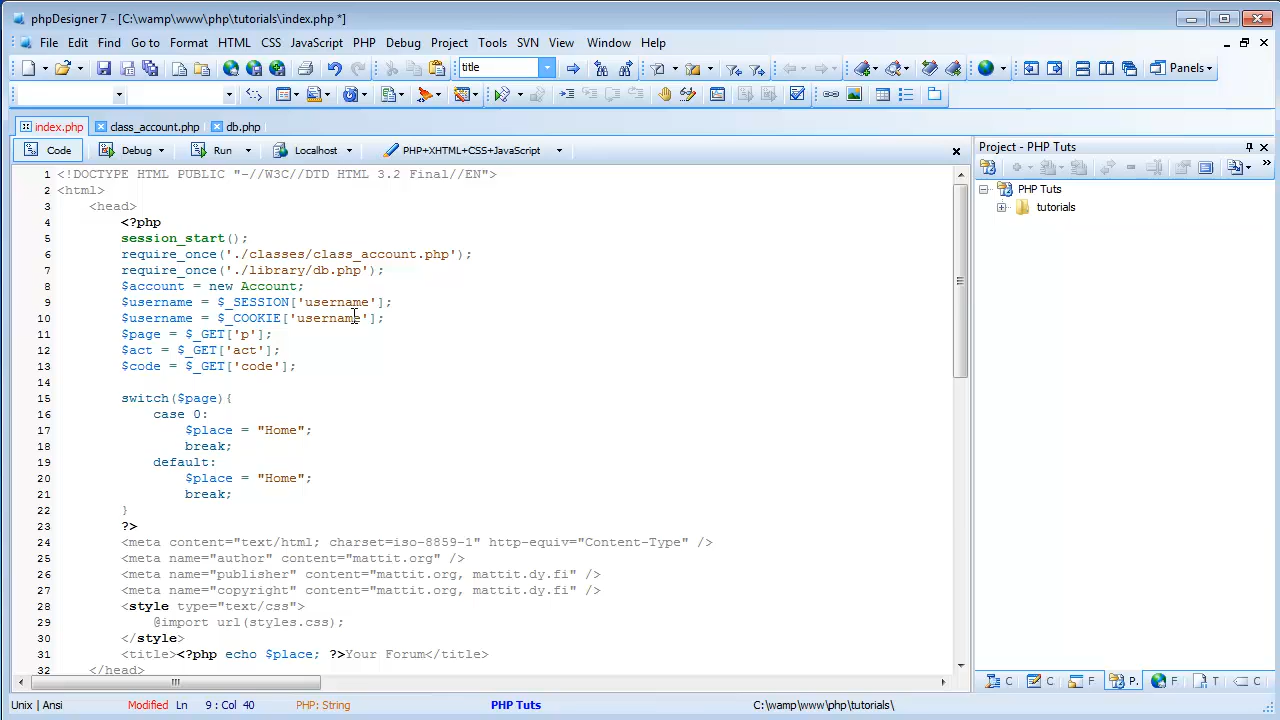 phpDesigner 7 - [C:\wamp\www\php\tutorials\index.php *]
File Edit Find Go to Format HTML CSS JavaScript PHP Debug Project Tools SVN View Window Help
title Panels
index.php class_account.php db.php
Code Debug Run Localhost PHP+XHTML+CSS+JavaScript
1 <!DOCTYPE HTML PUBLIC "-//W3C//DTD HTML 3.2 Final//EN">
2 <html>
3 <head>
4 <?php
5 session_start();
6 require_once('./classes/class_account.php');
7 require_once('./library/db.php');
8 $account = new Account;
9 $username = $_SESSION['username'];
10 $username = $_COOKIE['username'];
11 $page = $_GET['p'];
12 $act = $_GET['act'];
13 $code = $_GET['code'];
14
15 switch($page){
16 case 0:
17 $place = "Home";
18 break;
19 default:
20 $place = "Home";
21 break;
22 }
23 ?>
24 <meta content="text/html; charset=iso-8859-1" http-equiv="Content-Type" />
25 <meta name="author" content="mattit.org" />
26 <meta name="publisher" content="mattit.org, mattit.dy.fi" />
27 <meta name="copyright" content="mattit.org, mattit.dy.fi" />
28 <style type="text/css">
29 @import url(styles.css);
30 </style>
31 <title><?php echo $place; ?>Your Forum</title>
32 </head>
Project - PHP Tuts
PHP Tuts
tutorials
C C F P. F T C
Unix | Ansi Modified Ln 9 : Col 40 PHP: String PHP Tuts C:\wamp\www\php\tutorials\